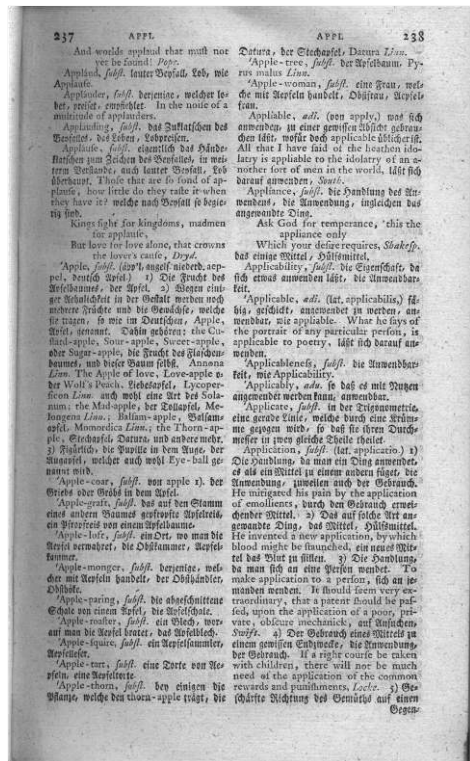 237
APPL
And worlds applaud that must not
yet be found! Pope.
Appláud, subst. lauter Beyfall, Lob, wie
Applause.
Applauder, subst. derjenige, welcher lo-
bet, preiset, empfiehlt. In the noise of a
multitude of applauders.
Applauding, subst. das Zuklatschen des
Beyfalles, das Loben, Lobpreisen.
Appláuse, subst. eigentlich das Hände-
klatschen zum Zeichen des Beyfalles, in wei-
term Verstande, auch lauter Beyfall, Lob
überhaupt. Those that are so fond of ap-
plause, how little do they taste it when
they have it? welche nach Beyfall so begie-
rig sind.
Kings fight for kingdoms, madmen
for applause,
But love for love alone, that crowns
the lover's cause, Dryd.
'Apple, subst. (äpp'l, angels. niederd. aep-
pel, deutsch Apfel) 1) Die Frucht des
Apfelbaumes, der Apfel. 2) Wegen eini-
ger Aehnlichkeit in der Gestalt werden noch
mehrere Früchte und die Gewächse, welche
sie tragen, so wie im Deutschen, Apple,
Apfel, genannt. Dahin gehören; the Cu-
stard-apple, Sour-apple, Sweet-apple,
oder Sugar-apple, die Frucht des Flaschen-
baumes, und dieser Baum selbst. Annona
Linn. The Apple of love, Love-apple or
der Wolf's Peach, Liebesapfel, Lycoper-
sicon Linn. auch wohl eine Art des Sola-
num; the Mad-apple, der Tollapfel, Me-
longena Linn.; Balsam-apple, Balsam-
apfel, Momordica Linn.; the Thorn-ap-
ple, Stechapfel, Datura, und andere mehr.
3) Figürlich, die Pupille in dem Auge, der
Augapfel, welcher auch wohl Eye-ball ge-
nannt wird.
'Apple-coar, subst. von apple 1). der
Griebs oder Gröbs in dem Apfel.
'Apple-graft, subst. das auf den Stamm
eines andern Baumes gepfropfte Apfelreis,
ein Pfropfreis von einem Apfelbaume.
'Apple-loft, subst. ein Ort, wo man die
Aepfel verwahret, die Obstkammer, Aepfel-
kammer.
'Apple-monger, subst. derjenige, wel-
cher mit Aepfeln handelt, der Obsthändler,
Obsthöke.
'Apple-paring, subst. die abgeschnittene
Schale von einem Apfel, die Apfelschale.
'Apple-roaster, subst. ein Blech, wor-
auf man die Aepfel bratet, das Apfelblech.
'Apple-squire, subst. ein Apfelsammler,
Aepfelleser.
'Apple-tart, subst. eine Torte von Ae-
pfeln, eine Aepfeltorte.
'Apple-thorn, subst. bey einigen die
Pflanze, welche den thorn-apple trägt, die
APPL
238
Datura, der Stechapfel, Datura Linn.
'Apple-tree, subst. der Apfelbaum, Py-
rus malus Linn.
'Apple-woman, subst. eine Frau, wel-
che mit Aepfeln handelt, Obstfrau, Aepfel-
frau.
Applíable, adj. (von apply,) was sich
anwenden, zu einer gewissen Absicht gebrau-
chen läßt, wofür doch applicable üblicher ist.
All that I have said of the heathen ido-
latry is appliable to the idolatry of an a-
nother sort of men in the world, läßt sich
darauf anwenden, South.
Applíance, subst. die Handlung des An-
wendens, die Anwendung, ingleichen das
angewandte Ding.
Ask God for temperance, 'this the
appliance only
Which your desire requires, Shakesp.
das einige Mittel, Hülfsmittel.
Applicability, subst. die Eigenschaft, da
sich etwas anwenden läßt, die Anwendbar-
keit.
'Applicable, adj. (lat. applicabilis,) fä-
hig, geschickt, angewendet zu werden, an-
wendbar, wie appliable. What he says of
the portrait of any particular person, is
applicable to poetry, läßt sich darauf an-
wenden.
'Applicableness, subst. die Anwendbar-
keit, wie Applicability.
'Applicably, adv. so daß es mit Nutzen
angewendet werden kann, anwendbar.
'Applicate, subst. in der Trigonometrie,
eine gerade Linie, welche durch eine Krüm-
me gezogen wird, so daß sie ihren Durch-
messer in zwey gleiche Theile theilet.
Application, subst. (lat. applicatio.) 1)
Die Handlung, da man ein Ding anwendet,
es als ein Mittel zu einem andern füget, die
Anwendung, zuweilen auch der Gebrauch.
He mitigated his pain by the application
of emollients, durch den Gebrauch erwei-
chender Mittel. 2) Das auf solche Art an-
gewandte Ding, das Mittel, Hülfsmittel.
He invented a new application, by which
blood might be staunched, ein neues Mit-
tel das Blut zu stillen. 3) Die Handlung,
da man sich an eine Person wendet. To
make application to a person, sich an je-
manden wenden. It should seem very ex-
traordinary, that a patent should be pas-
sed, upon the application of a poor, pri-
vate, obscure mechanick, auf Ansuchen,
Swift. 4) Der Gebrauch eines Mittels zu
einem gewissen Endzwecke, die Anwendung,
der Gebrauch. If a right course be taken
with children, there will not be much
need of the application of the common
rewards and punishments, Locke. 5) Ge-
schärfte Richtung des Gemüths auf einen
Gegen-